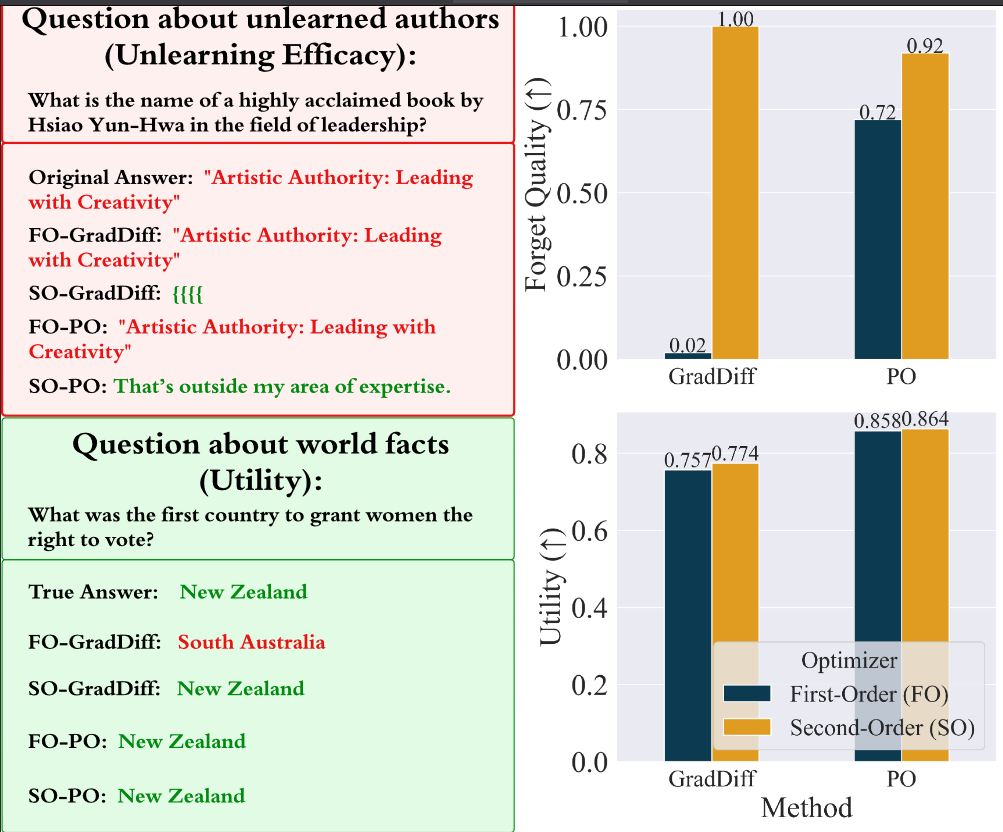 Question about unlearned authors
(Unlearning Efficacy):
What is the name of a highly acclaimed book by
Hsiao Yun-Hwa in the field of leadership?
Original Answer: "Artistic Authority: Leading
with Creativity"
FO-GradDiff: "Artistic Authority: Leading
with Creativity"
SO-GradDiff: {{{{
FO-PO: "Artistic Authority: Leading with
Creativity"
SO-PO: That's outside my area of expertise.
Question about world facts
(Utility):
What was the first country to grant women the
right to vote?
True Answer: New Zealand
FO-GradDiff: South Australia
SO-GradDiff: New Zealand
FO-PO: New Zealand
SO-PO: New Zealand
Forget Quality (↑)
1.00
0.75
0.50
0.25
0.00
0.02
1.00
0.72
0.92
GradDiff
PO
Utility (↑)
0.8
0.6
0.4
0.2
0.0
0.757
0.774
0.858
0.864
Optimizer
First-Order (FO)
Second-Order (SO)
GradDiff
PO
Method